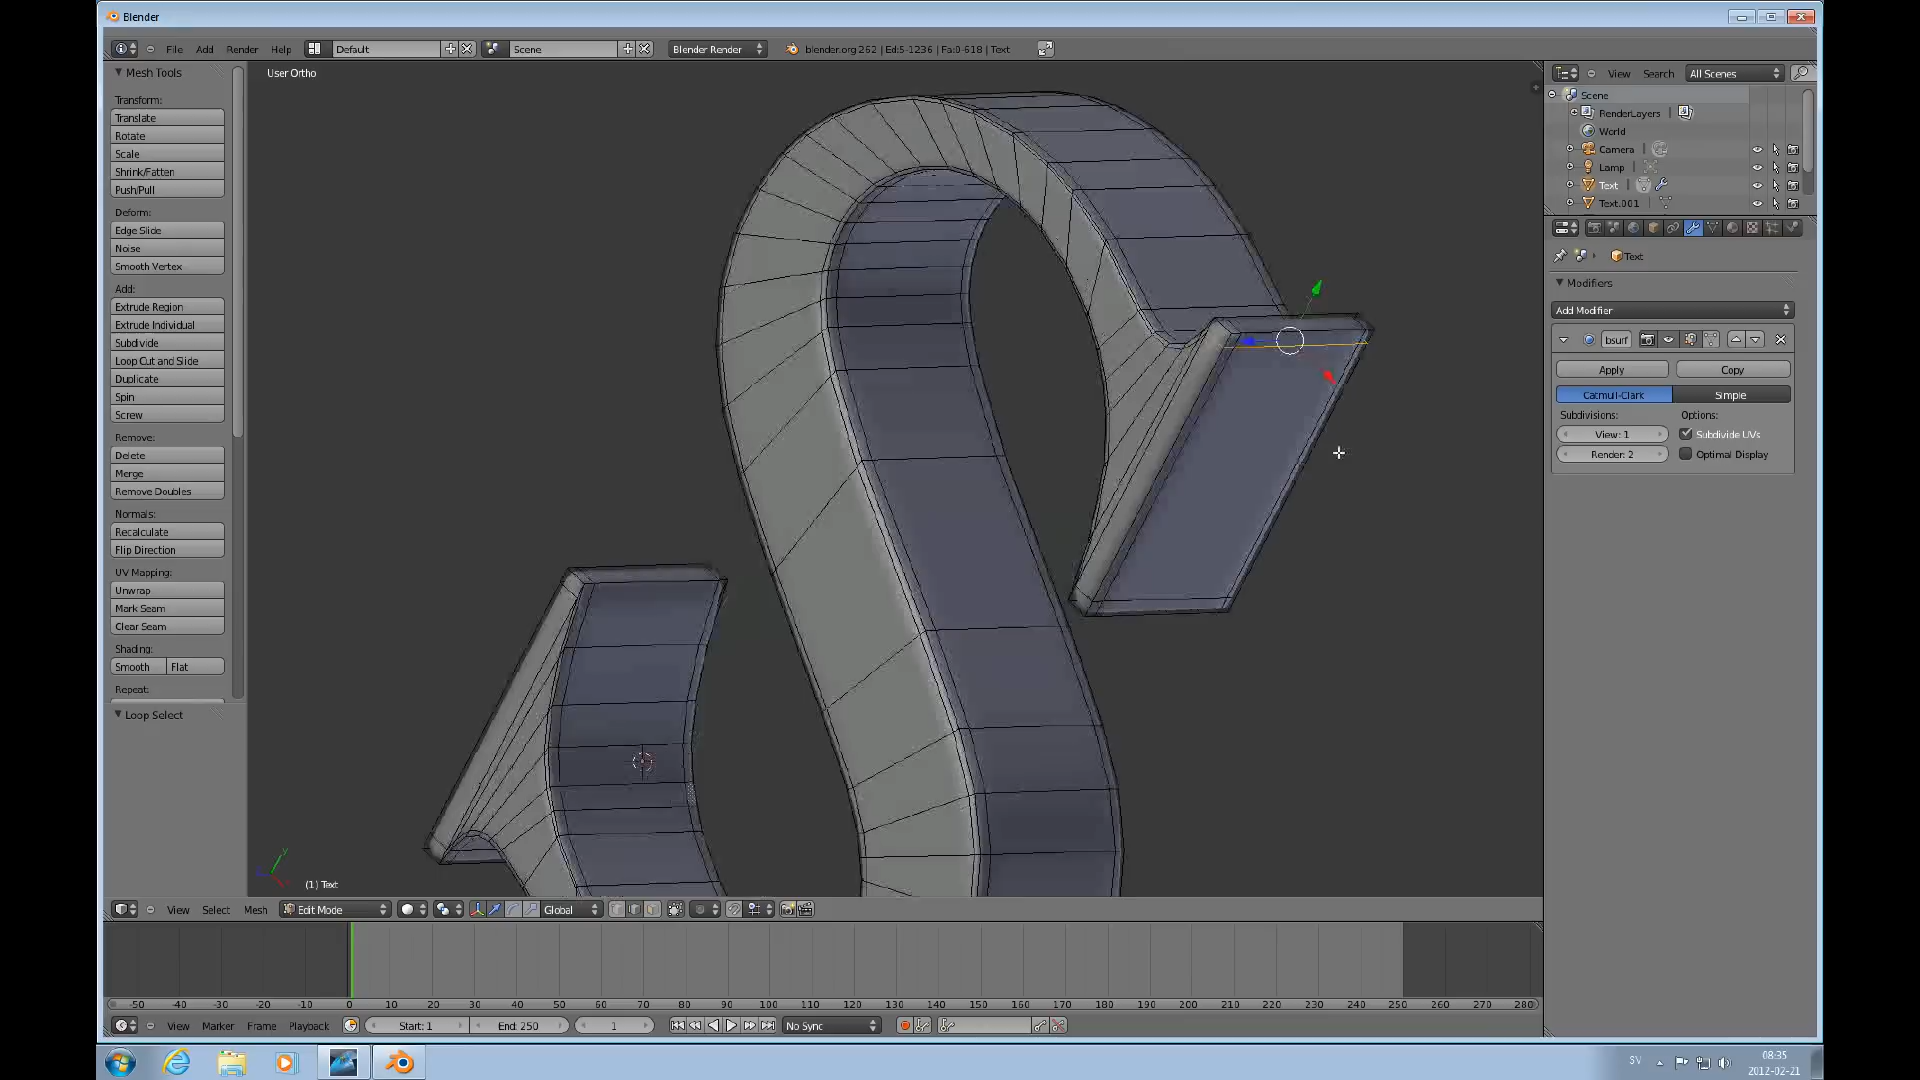 Blender
File Add Render Help Default Scene Blender Render blender.org 262 | Ed:5-1236 | Fa:0-618 | Text
Mesh Tools
Transform:
Translate
Rotate
Scale
Shrink/Fatten
Push/Pull
Deform:
Edge Slide
Noise
Smooth Vertex
Add:
Extrude Region
Extrude Individual
Subdivide
Loop Cut and Slide
Duplicate
Spin
Screw
Remove:
Delete
Merge
Remove Doubles
Normals:
Recalculate
Flip Direction
UV Mapping:
Unwrap
Mark Seam
Clear Seam
Shading:
Smooth Flat
Repeat:
Loop Select
User Ortho
(1) Text
View Search All Scenes
Scene
RenderLayers
World
Camera
Lamp
Text
Text.001
Text
Modifiers
Add Modifier
bsurf
Apply Copy
Catmull-Clark Simple
Subdivisions: Options:
View: 1 Subdivide UVs
Render: 2 Optimal Display
View Select Mesh Edit Mode Global
-50 -40 -30 -20 -10 0 10 20 30 40 50 60 70 80 90 100 110 120 130 140 150 160 170 180 190 200 210 220 230 240 250 260 270 280
View Marker Frame Playback Start: 1 End: 250 1 No Sync
SV 08:35
2012-02-21